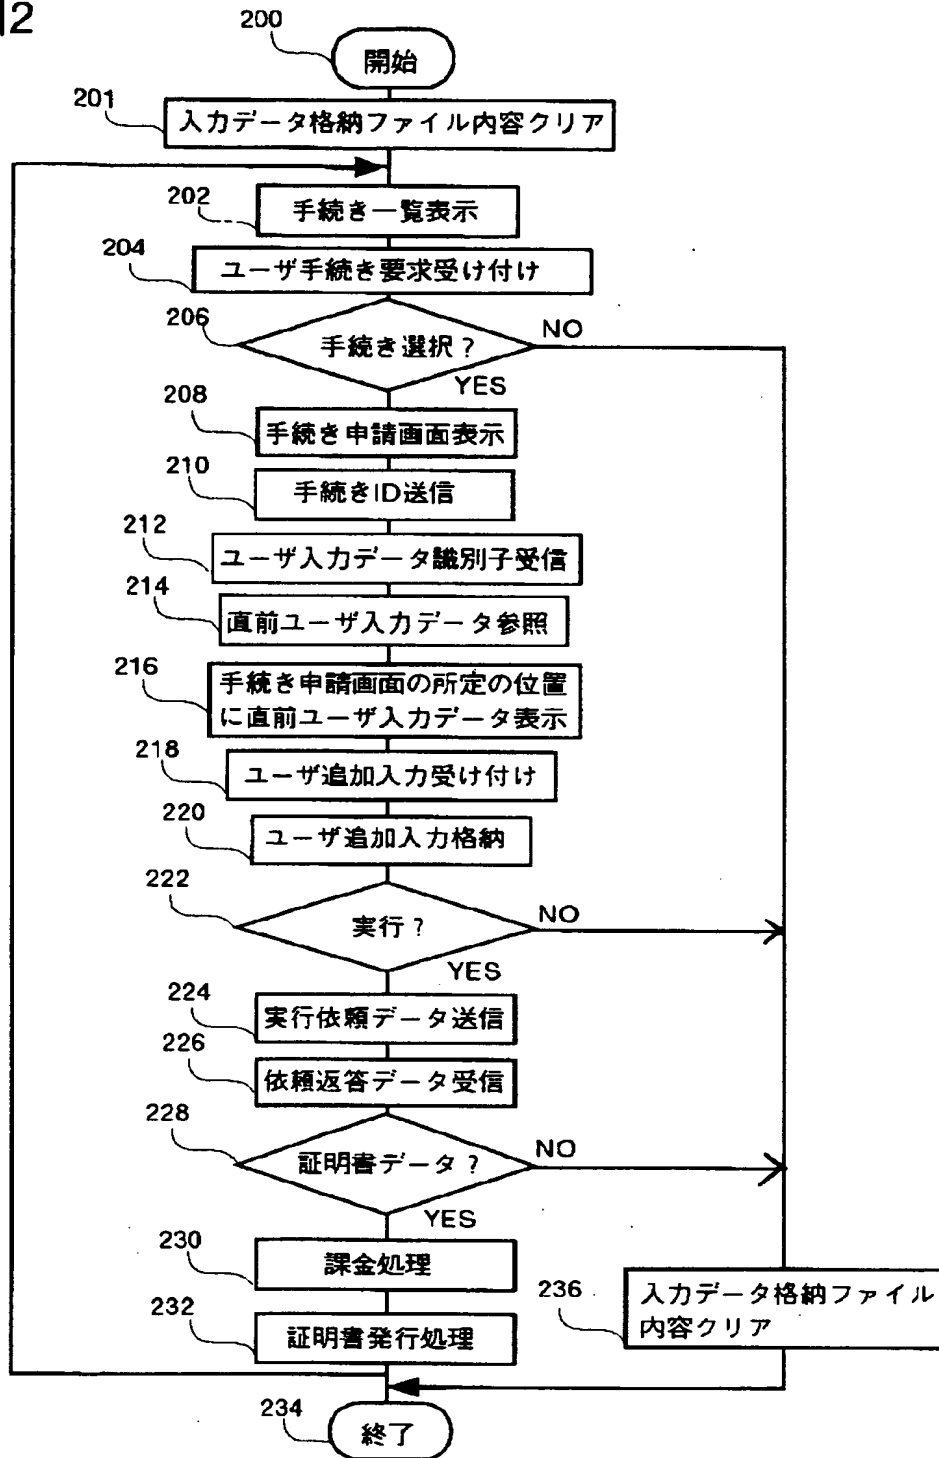 2
200
開始
201
入力データ格納ファイル内容クリア
202
手続き一覧表示
204
ユーザ手続き要求受け付け
206
手続き選択?
NO
YES
208
手続き申請画面表示
210
手続きID送信
212
ユーザ入力データ識別子受信
214
直前ユーザ入力データ参照
216
手続き申請画面の所定の位置
に直前ユーザ入力データ表示
218
ユーザ追加入力受け付け
220
ユーザ追加入力格納
222
実行?
NO
YES
224
実行依頼データ送信
226
依頼返答データ受信
228
証明書データ?
NO
YES
230
課金処理
232
証明書発行処理
236
入力データ格納ファイル
内容クリア
234
終了